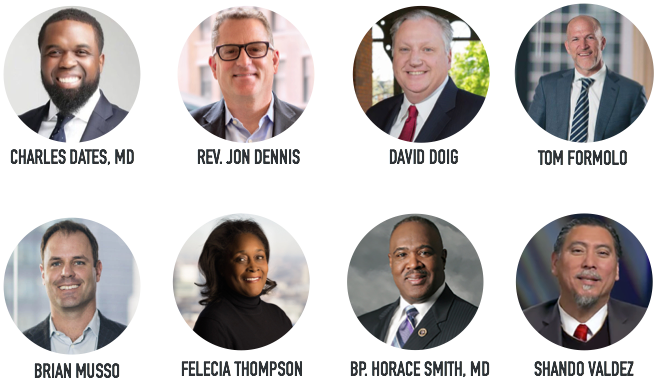 CHARLES DATES, MD
REV. JON DENNIS
DAVID DOIG
TOM FORMOLO
BRIAN MUSSO
FELECIA THOMPSON
BP. HORACE SMITH, MD
SHANDO VALDEZ